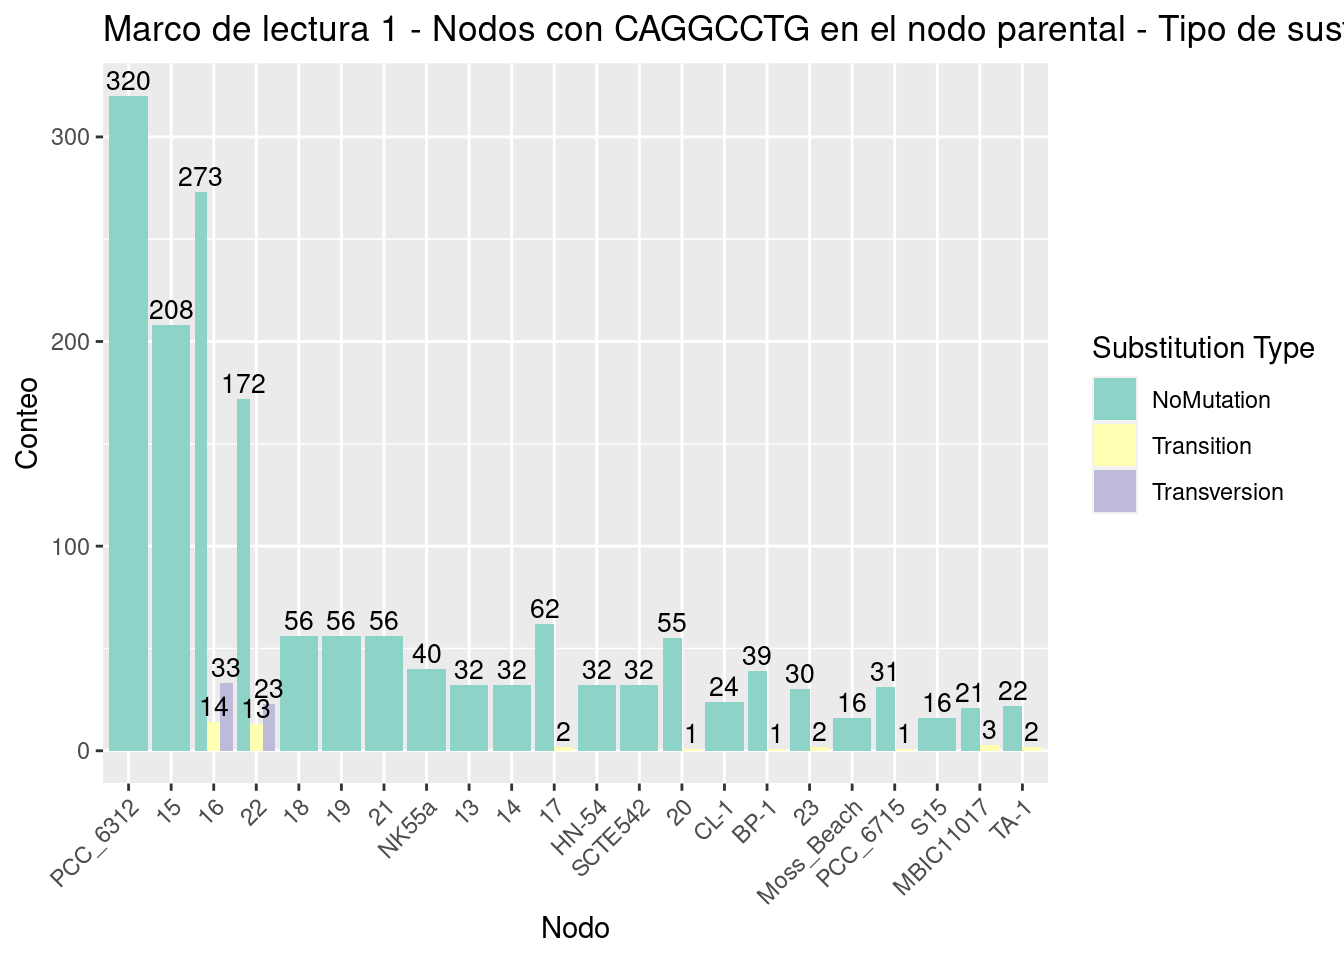 Marco de lectura 1 - Nodos con CAGGCCTG en el nodo parental - Tipo de sus
Conteo
300
200
100
0
320
208
273
14
33
172
13
23
56
56
56
40
32
32
62
2
32
32
55
1
24
39
1
30
2
16
31
1
16
21
3
22
2
PCC_6312
15
16
22
18
19
21
NK55a
13
14
17
HN-54
SCTE542
20
CL-1
BP-1
23
Moss_Beach
PCC_6715
S15
MBIC11017
TA-1
Nodo
Substitution Type
NoMutation
Transition
Transversion